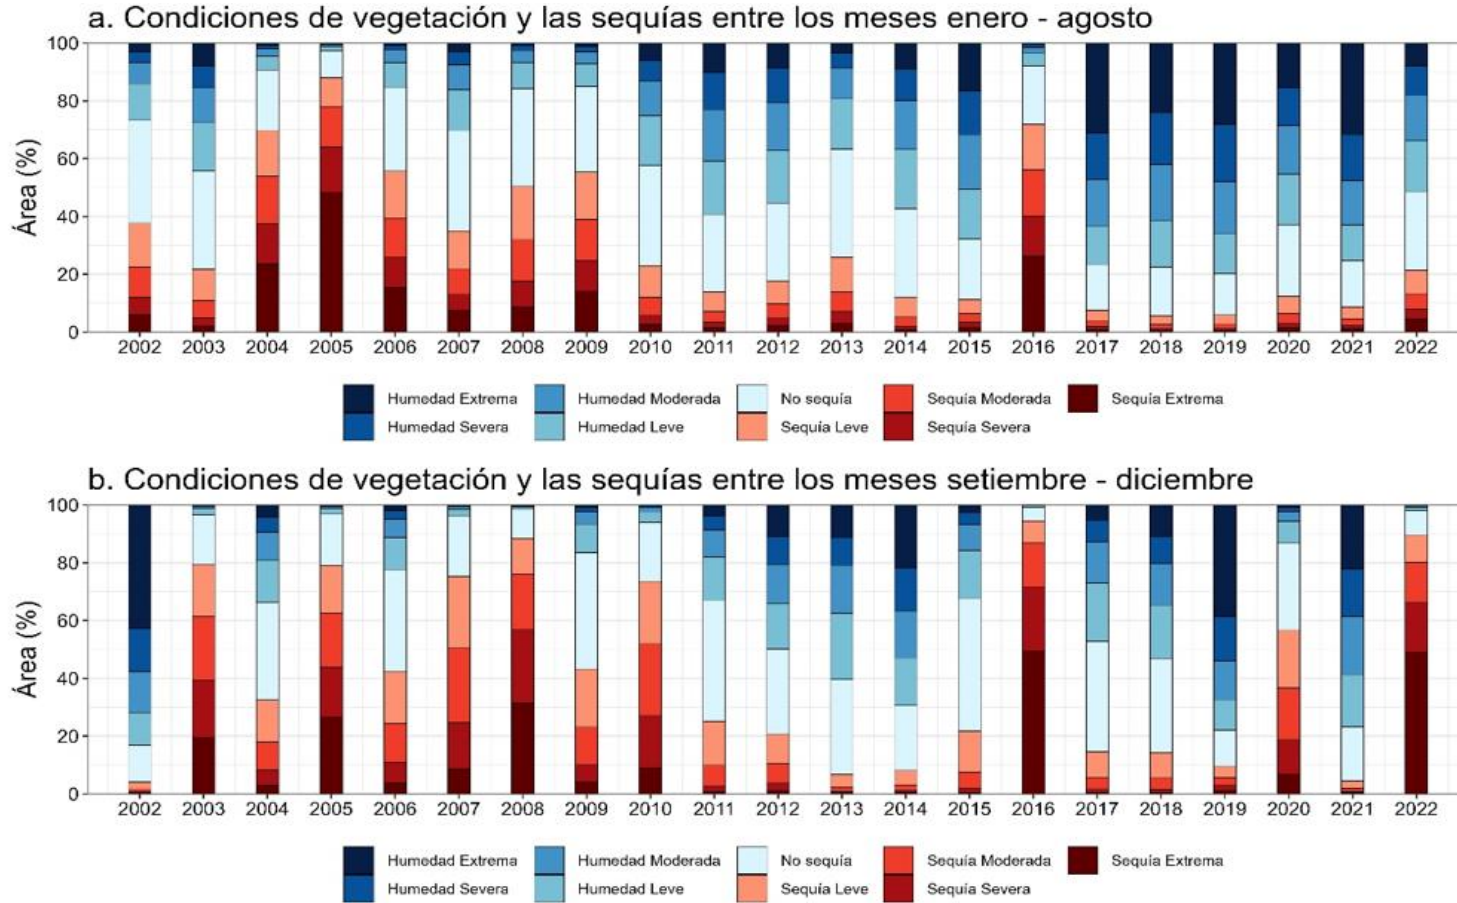 a. Condiciones de vegetación y las sequías entre los meses enero - agosto
Área (%)
100
80
60
40
20
0
2002 2003 2004 2005 2006 2007 2008 2009 2010 2011 2012 2013 2014 2015 2016 2017 2018 2019 2020 2021 2022
Humedad Extrema Humedad Moderada No sequía Sequía Moderada Sequía Extrema
Humedad Severa Humedad Leve Sequía Leve Sequía Severa
b. Condiciones de vegetación y las sequías entre los meses setiembre - diciembre
Área (%)
100
80
60
40
20
0
2002 2003 2004 2005 2006 2007 2008 2009 2010 2011 2012 2013 2014 2015 2016 2017 2018 2019 2020 2021 2022
Humedad Extrema Humedad Moderada No sequía Sequía Moderada Sequía Extrema
Humedad Severa Humedad Leve Sequía Leve Sequía Severa